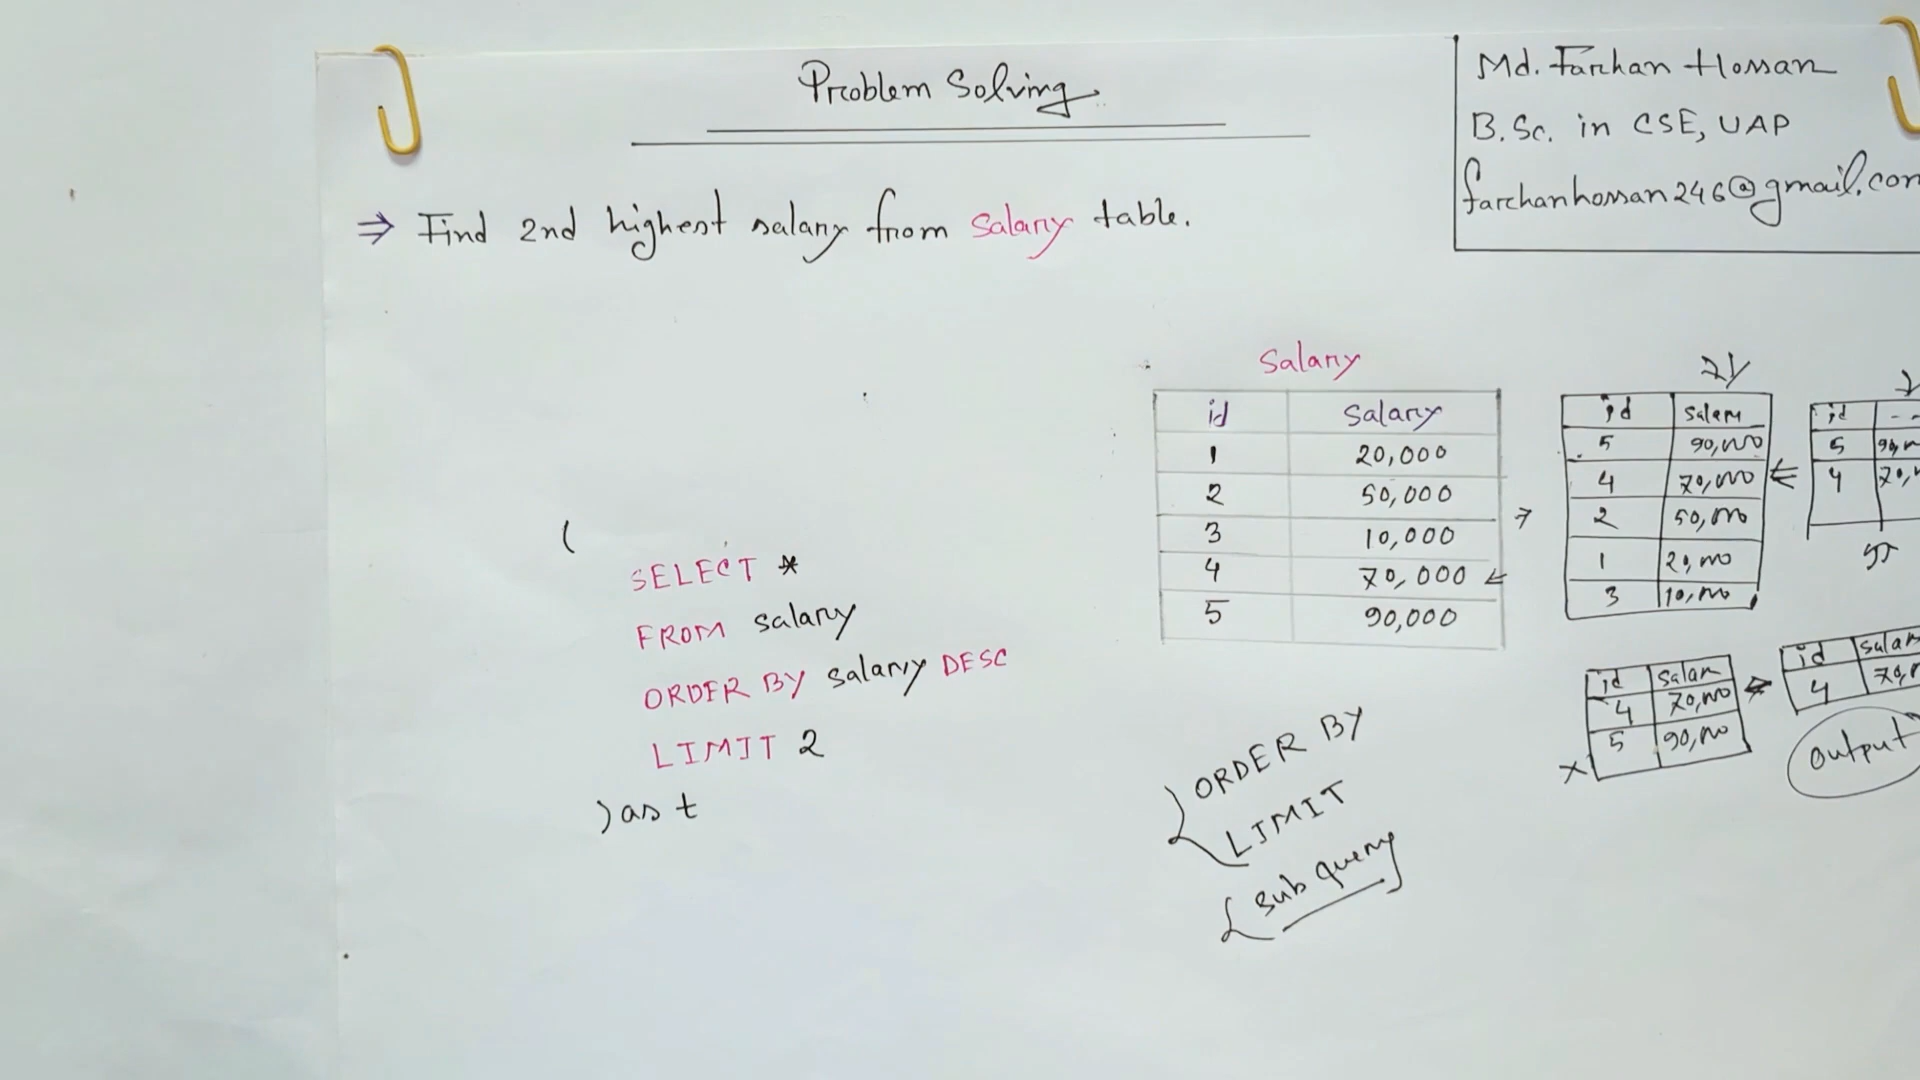 Problem Solving
Md. Farhan Hossan
B.Sc. in CSE, UAP
farhanhossan246@gmail.com
⇒ Find 2nd highest salary from Salary table.
(
SELECT *
FROM salary
ORDER BY salary DESC
LIMIT 2
) as t
Salary
id salary
1 20,000
2 50,000
3 10,000
4 70,000
5 90,000
id
5
4 70,000
2 50,000
1 20,000
3 10,000
id --
5
4
id
4 70,000
5 90,000
id
4
Output
ORDER BY
LIMIT
Sub query